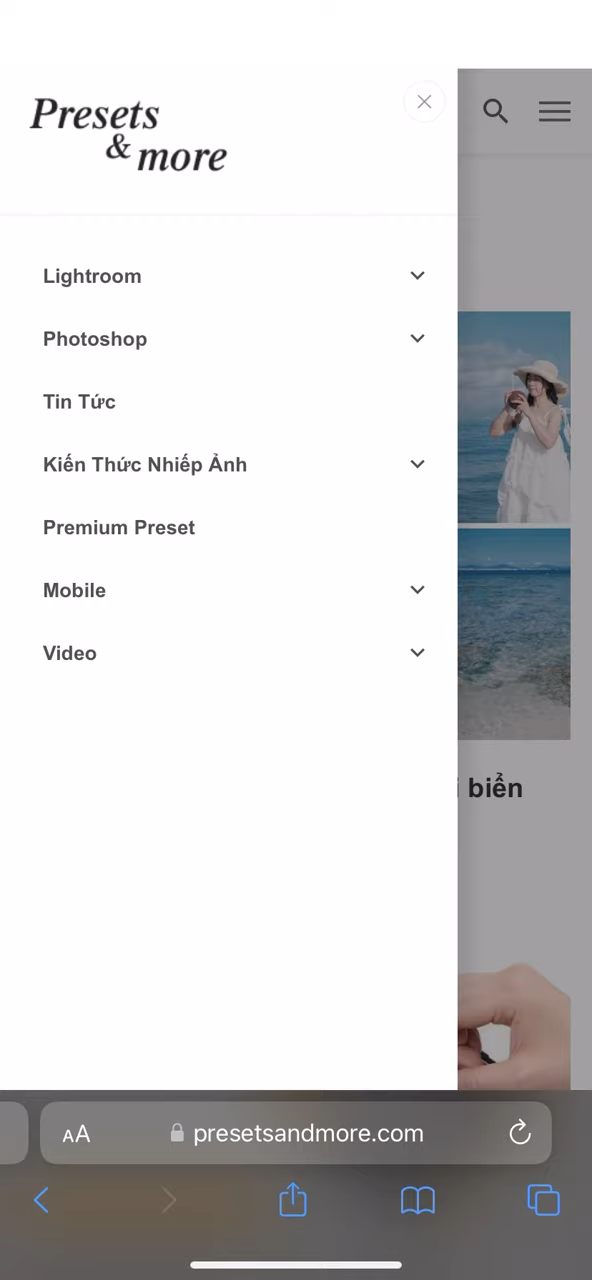 Presets
& more
Lightroom
Photoshop
Tin Tức
Kiến Thức Nhiếp Ảnh
Premium Preset
Mobile
Video
biển
AA presetsandmore.com